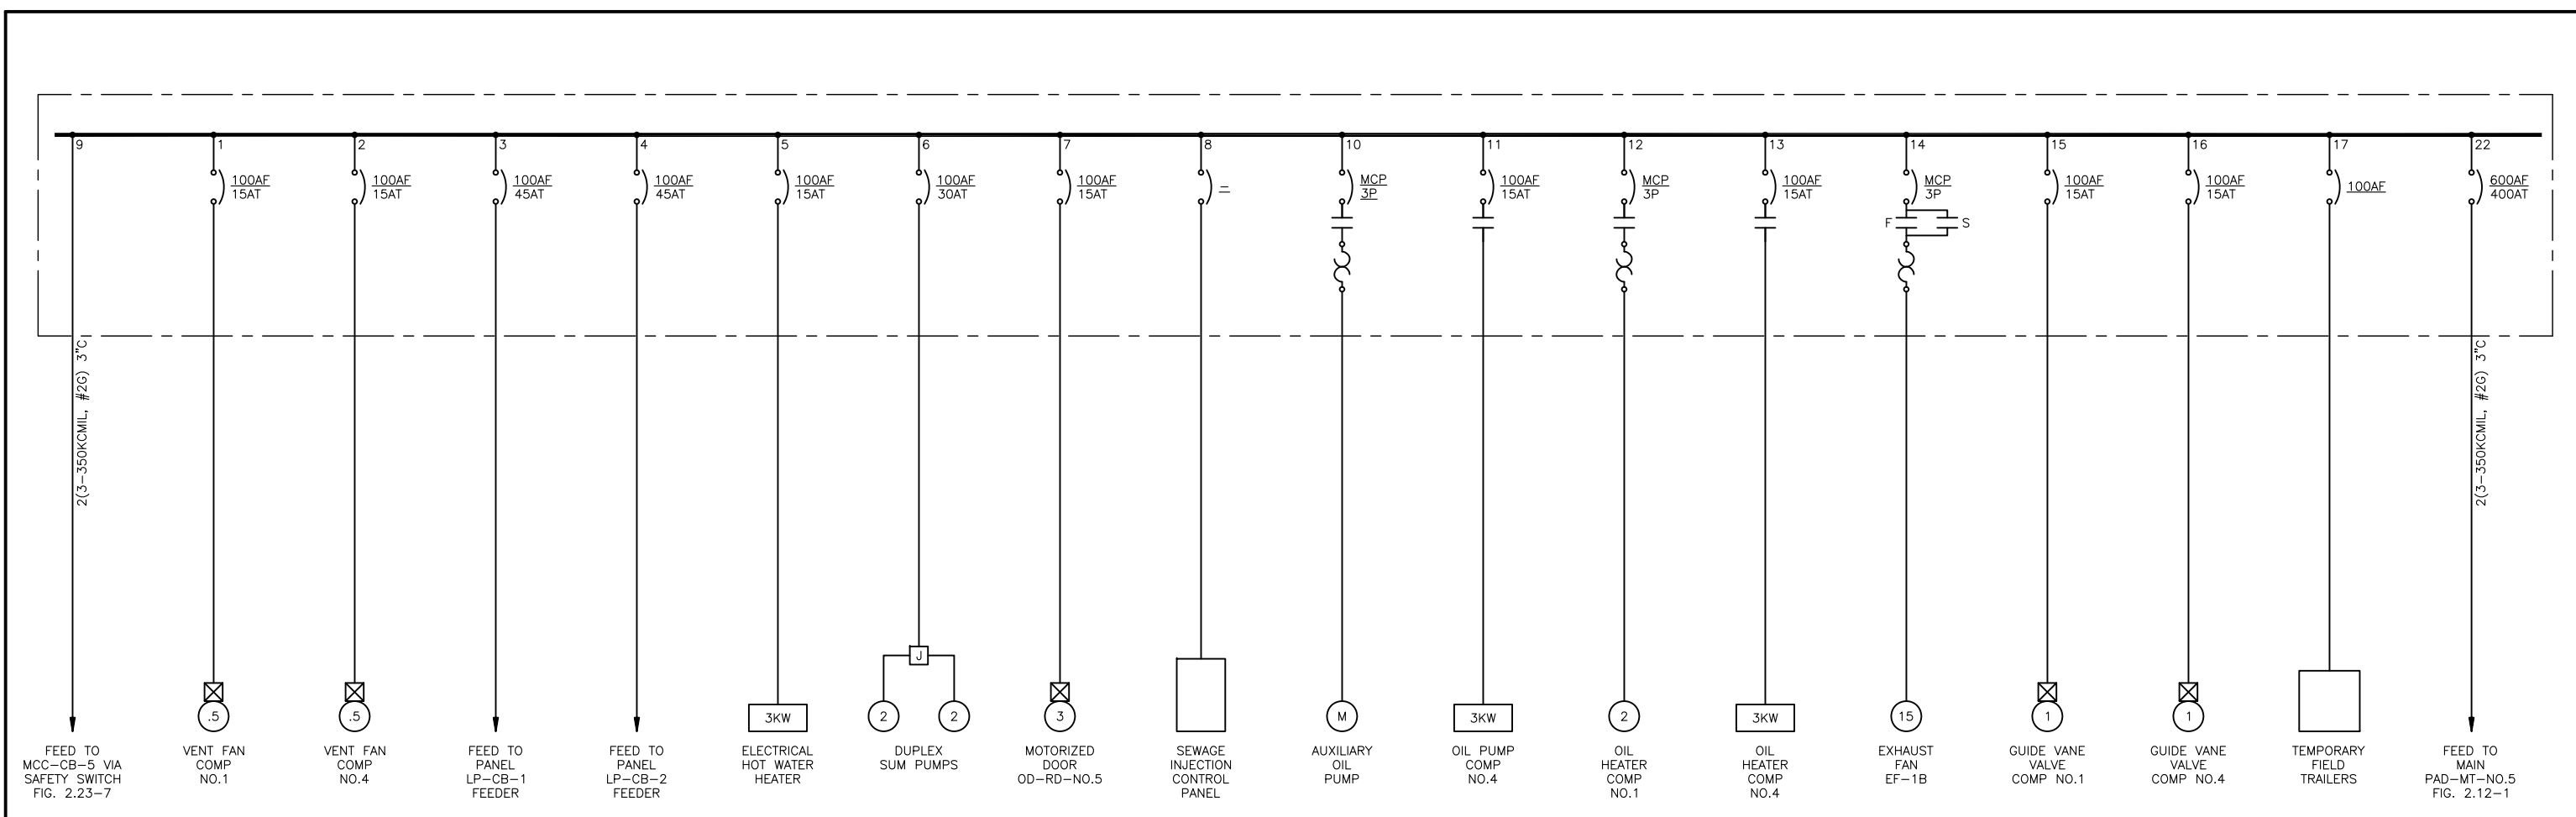 9
1
2
3
4
5
6
7
8
10
11
12
13
14
15
16
17
22
100AF
15AT
100AF
15AT
100AF
45AT
100AF
45AT
100AF
15AT
100AF
30AT
100AF
15AT
–
MCP
3P
100AF
15AT
MCP
3P
100AF
15AT
MCP
3P
F
S
100AF
15AT
100AF
15AT
100AF
600AF
400AT
2(3-350KCMIL, #2G) 3"C
2(3-350KCMIL, #2G) 3"C
J
.5
.5
3KW
2
2
3
M
3KW
2
3KW
15
1
1
FEED TO
MCC-CB-5 VIA
SAFETY SWITCH
FIG. 2.23-7
VENT FAN
COMP
NO.1
VENT FAN
COMP
NO.4
FEED TO
PANEL
LP-CB-1
FEEDER
FEED TO
PANEL
LP-CB-2
FEEDER
ELECTRICAL
HOT WATER
HEATER
DUPLEX
SUM PUMPS
MOTORIZED
DOOR
OD-RD-NO.5
SEWAGE
INJECTION
CONTROL
PANEL
AUXILIARY
OIL
PUMP
OIL PUMP
COMP
NO.4
OIL
HEATER
COMP
NO.1
OIL
HEATER
COMP
NO.4
EXHAUST
FAN
EF-1B
GUIDE VANE
VALVE
COMP NO.1
GUIDE VANE
VALVE
COMP NO.4
TEMPORARY
FIELD
TRAILERS
FEED TO
MAIN
PAD-MT-NO.5
FIG. 2.12-1